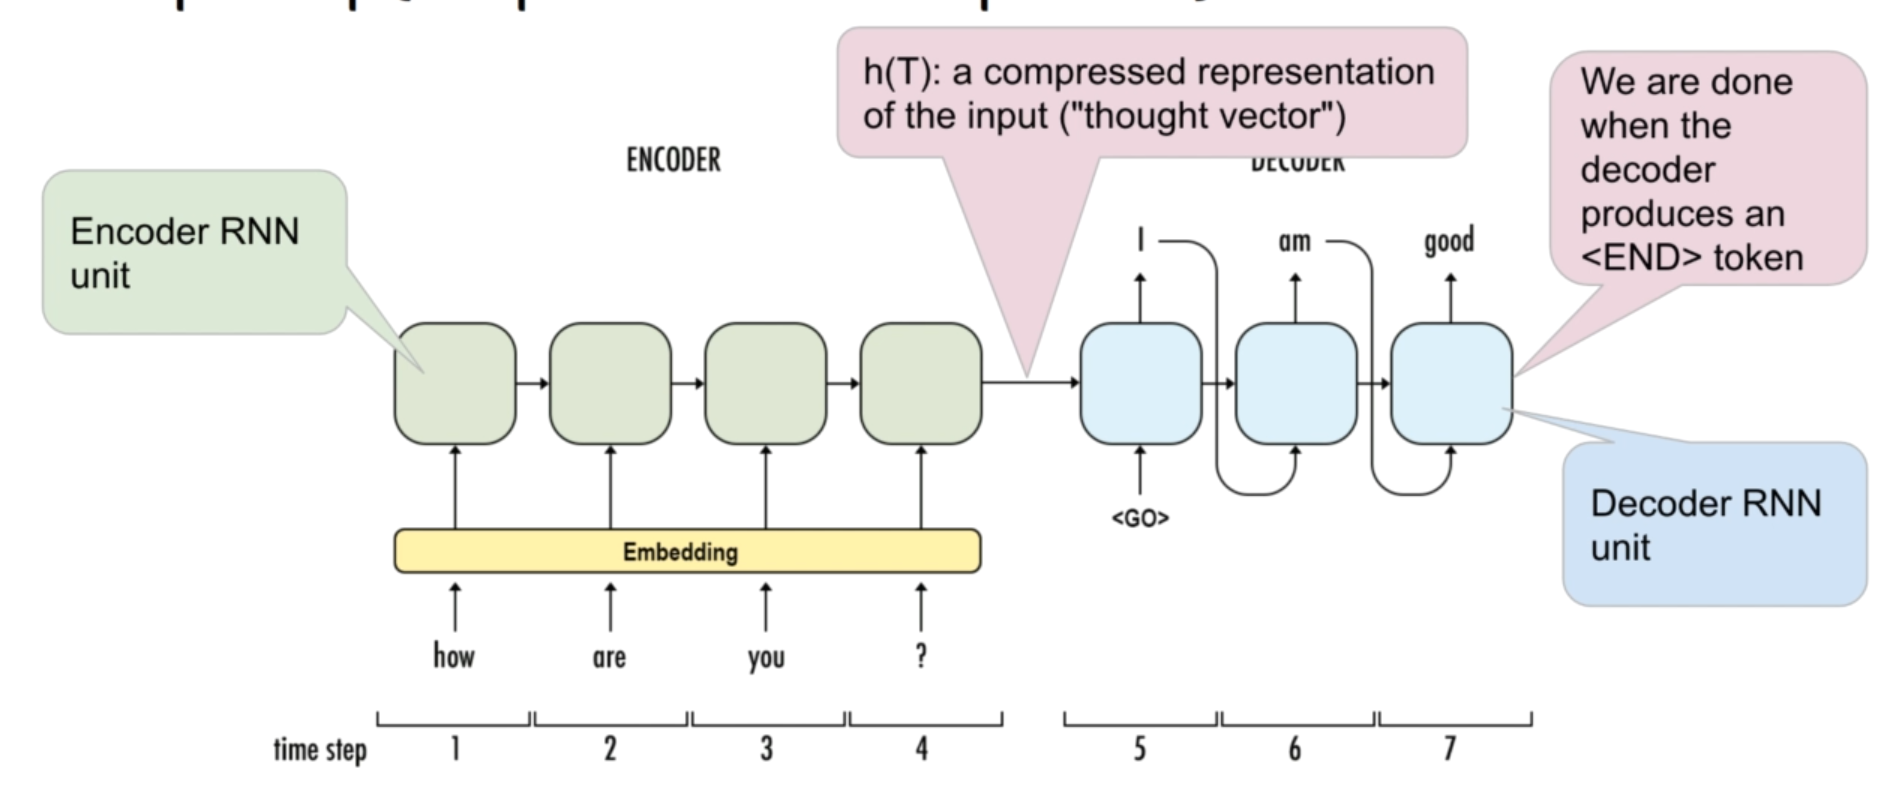 h(T): a compressed representation
of the input ("thought vector")
We are done
when the
decoder
produces an
<END> token
ENCODER
DECODER
Encoder RNN
unit
I
am
good
<GO>
Decoder RNN
unit
Embedding
how
are
you
?
time step
1
2
3
4
5
6
7